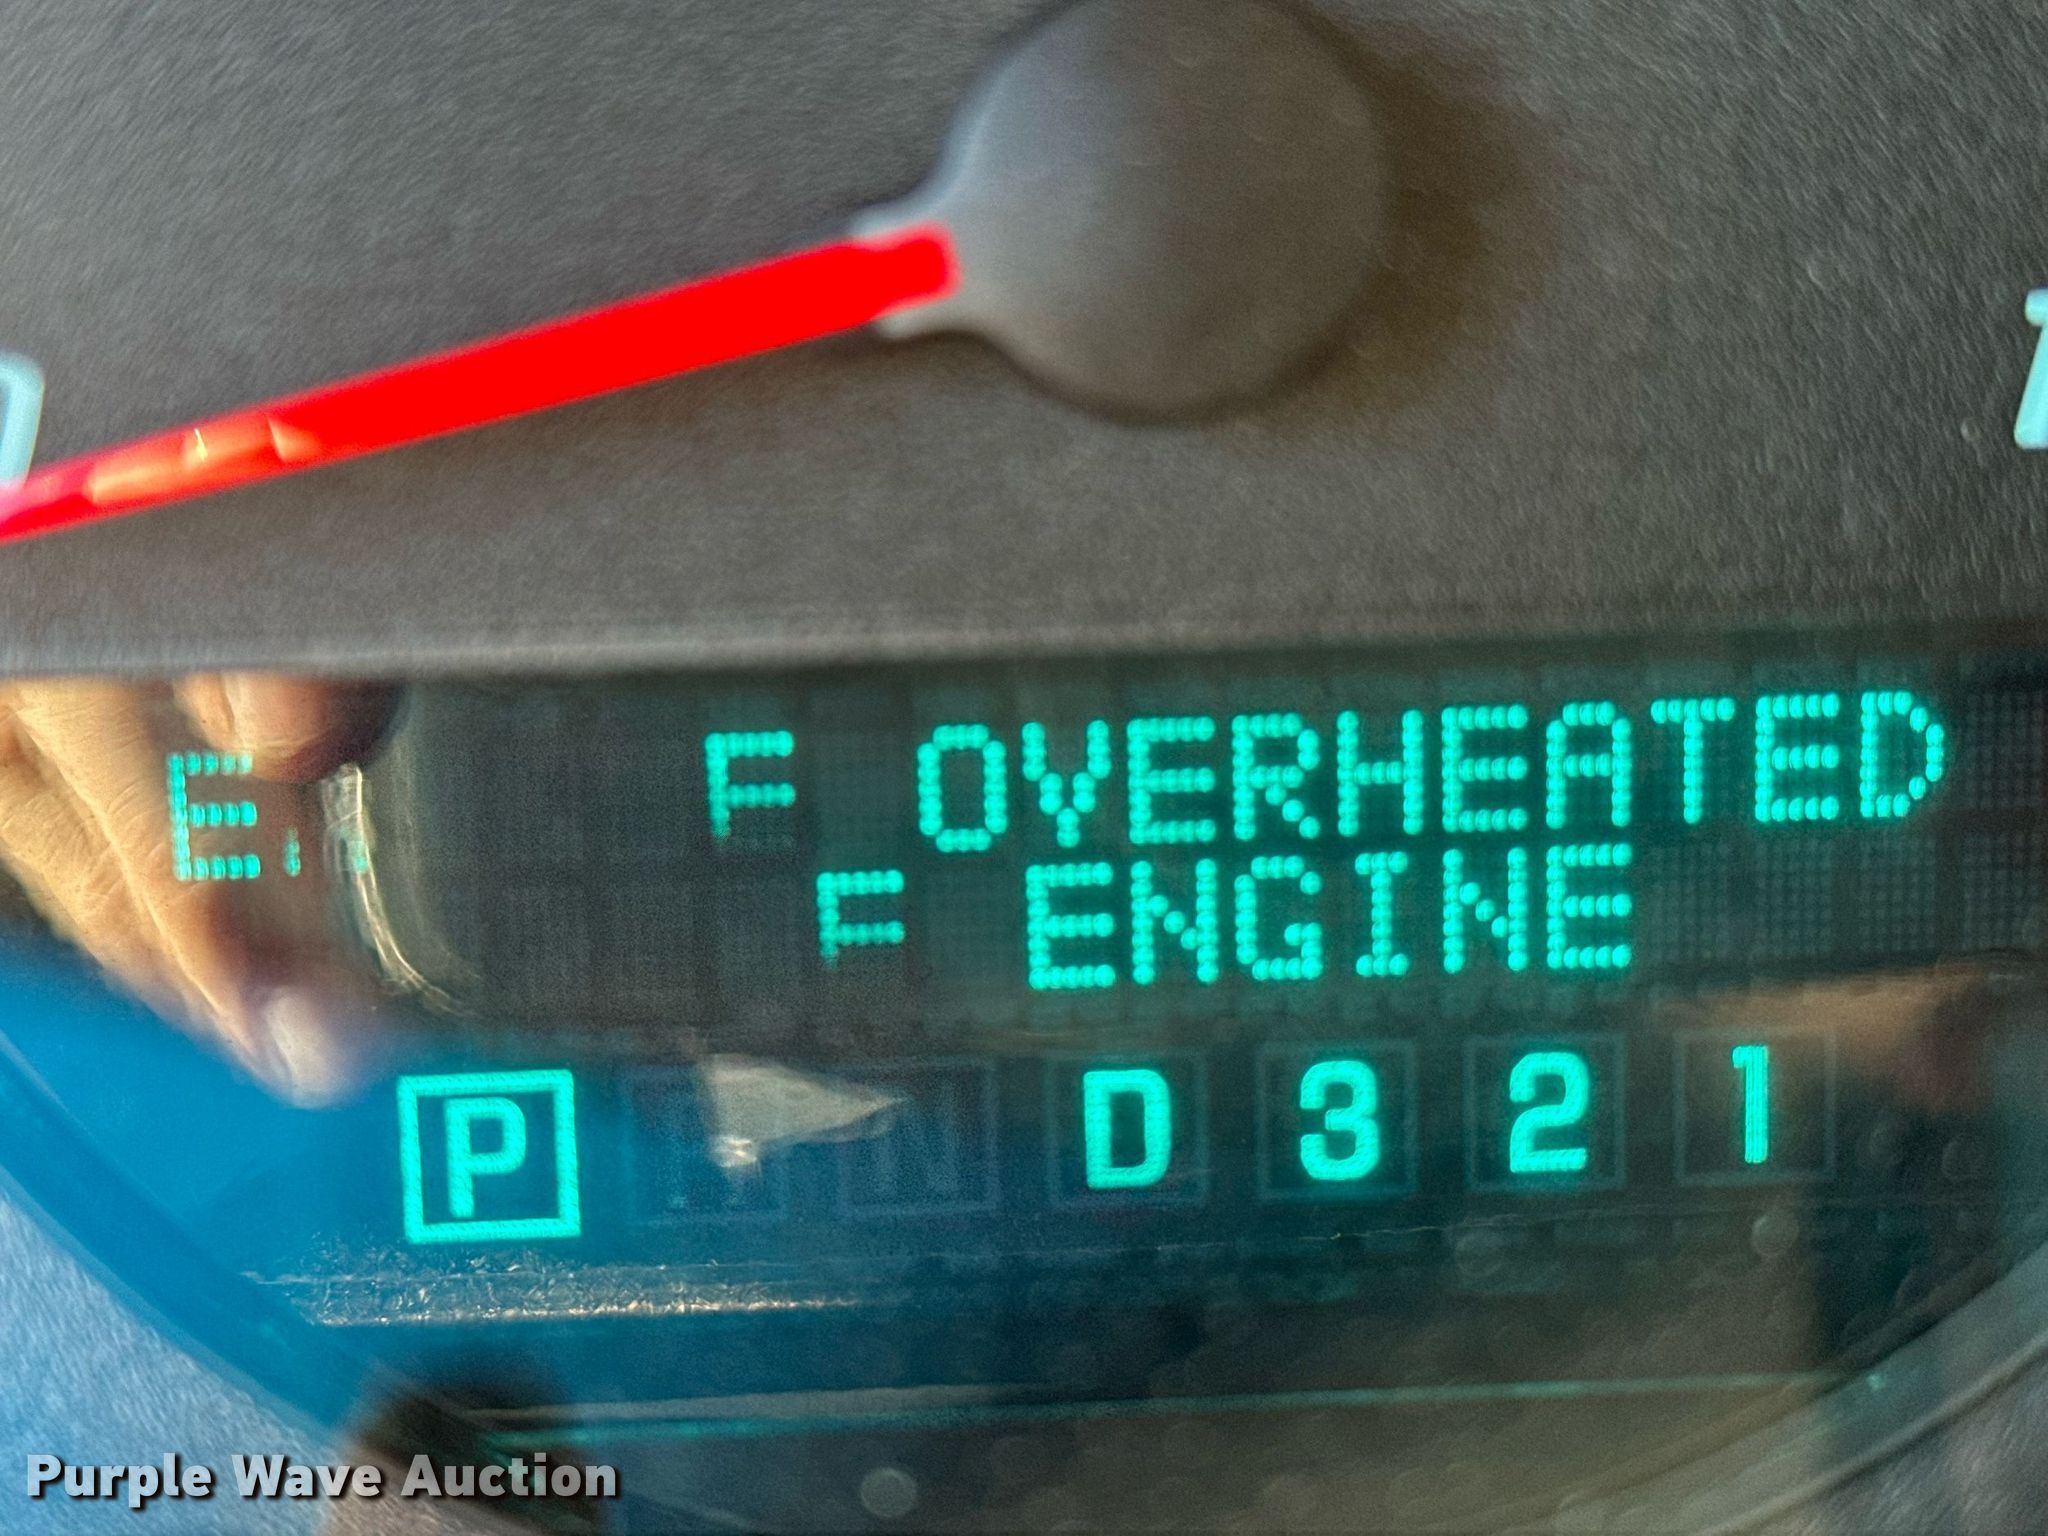 E F OVERHEATED
F ENGINE
P D 3 2 1
Purple Wave Auction